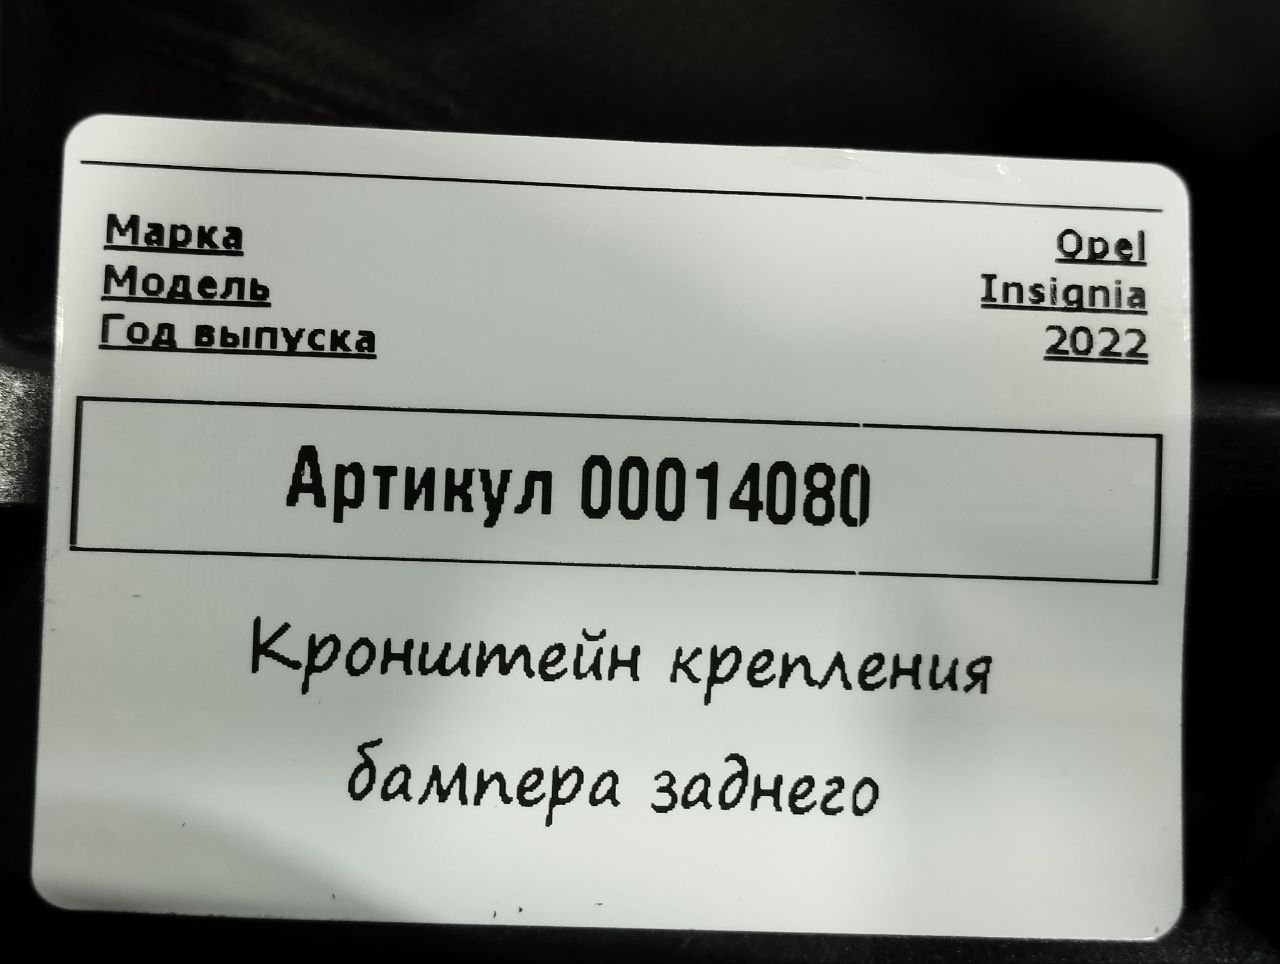 Марка Opel
Модель Insignia
Год выпуска 2022
Артикул 00014080
Кронштейн крепления
бампера заднего